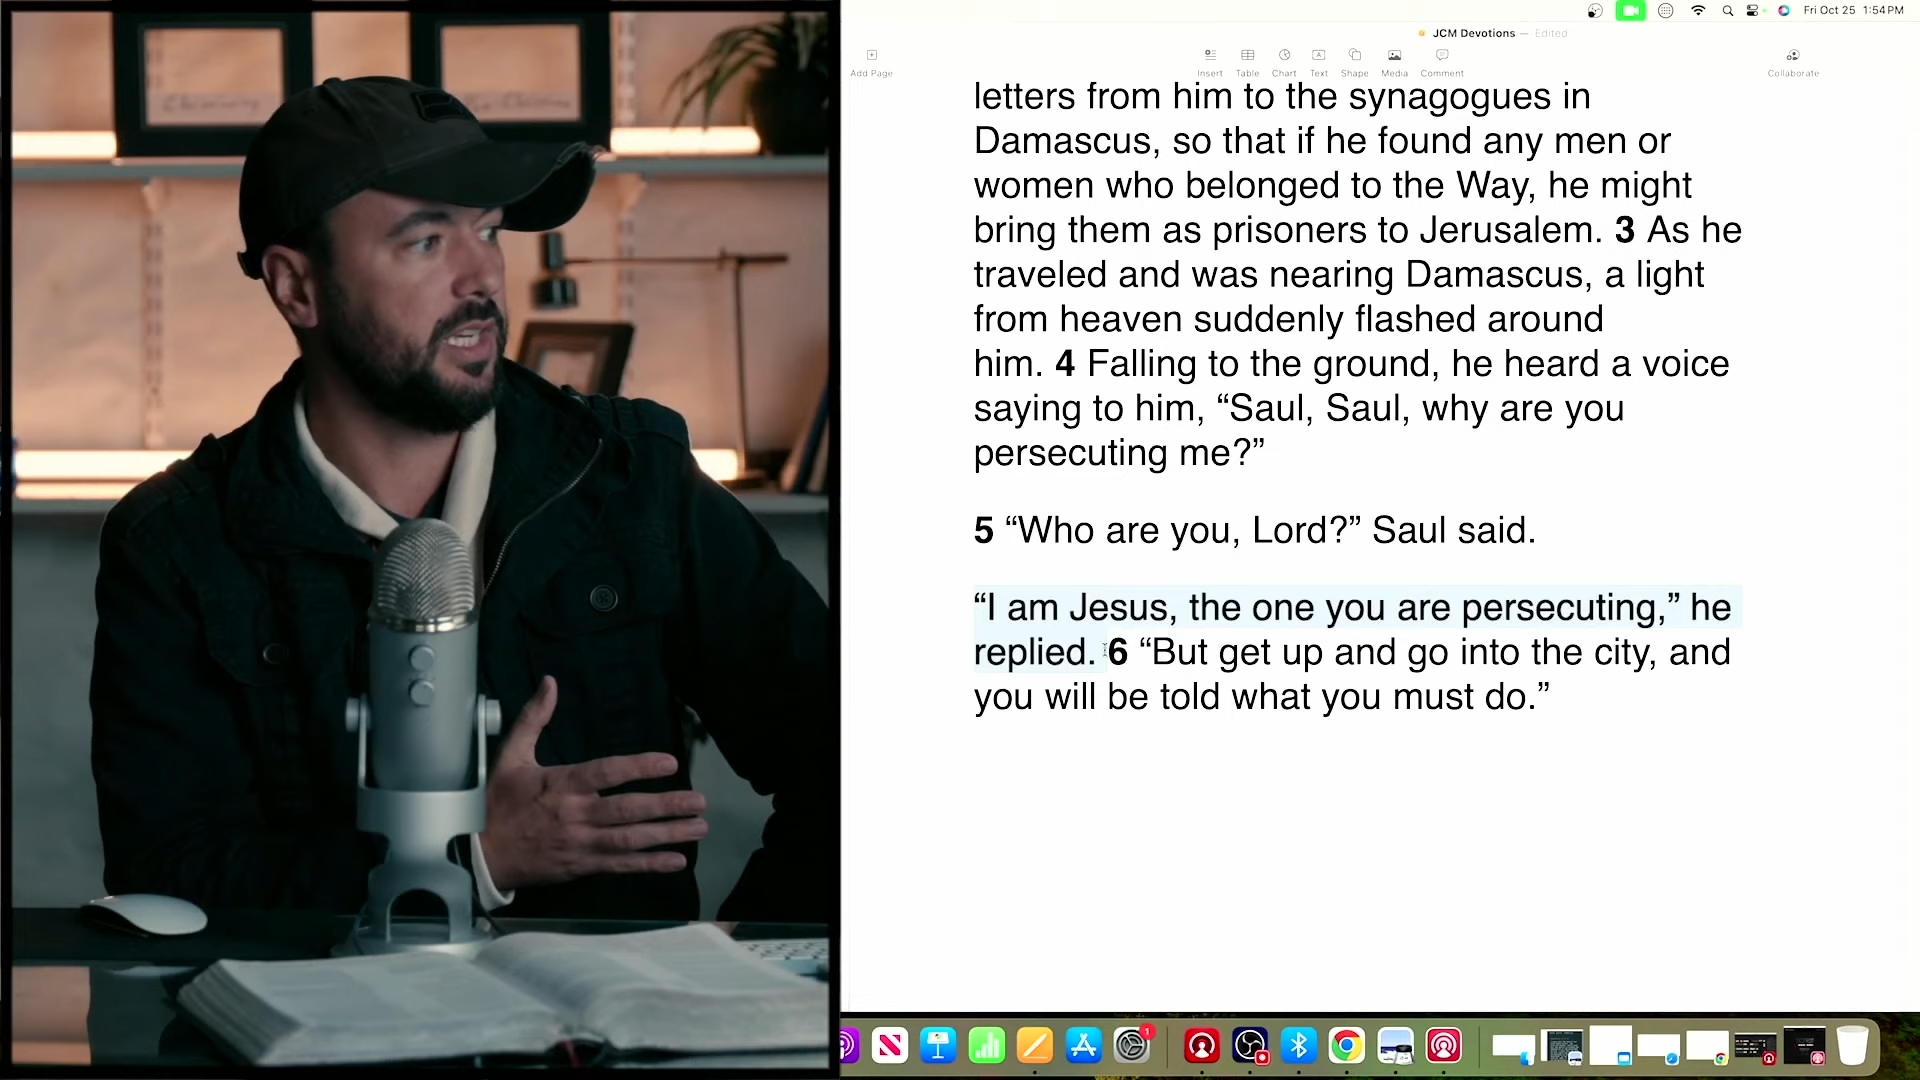 Fri Oct 25 1:54 PM
JCM Devotions — Edited
Add Page
Insert
Table
Chart
Text
Shape
Media
Comment
Collaborate
letters from him to the synagogues in
Damascus, so that if he found any men or
women who belonged to the Way, he might
bring them as prisoners to Jerusalem. 3 As he
traveled and was nearing Damascus, a light
from heaven suddenly flashed around
him. 4 Falling to the ground, he heard a voice
saying to him, “Saul, Saul, why are you
persecuting me?”
5 “Who are you, Lord?” Saul said.
“I am Jesus, the one you are persecuting,” he
replied. 6 “But get up and go into the city, and
you will be told what you must do.”
1